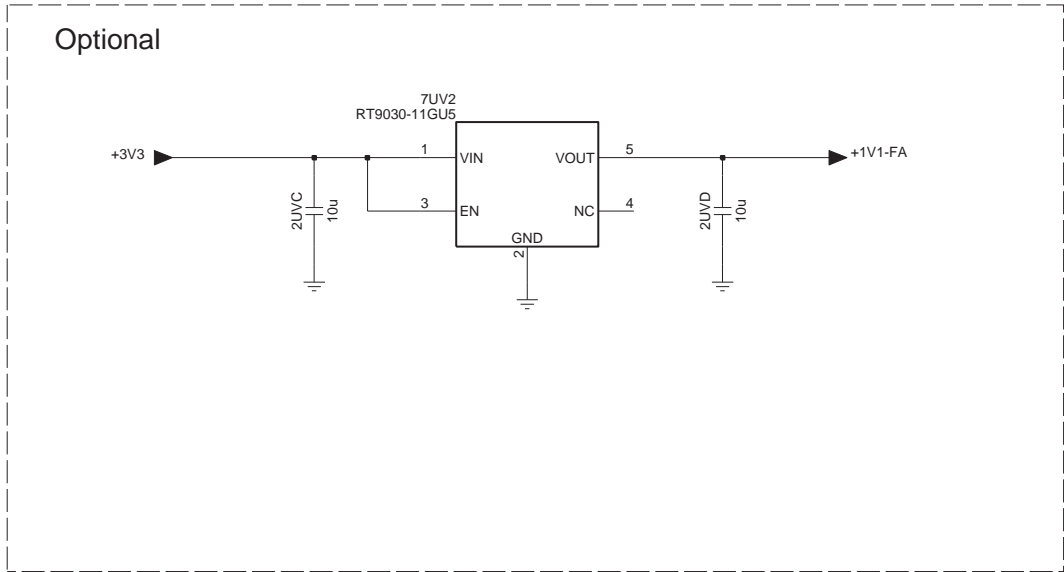 Optional
7UV2
RT9030-11GU5
+3V3
1
VIN
VOUT
5
+1V1-FA
2UVC
10u
3
EN
NC
4
2UVD
10u
GND
2